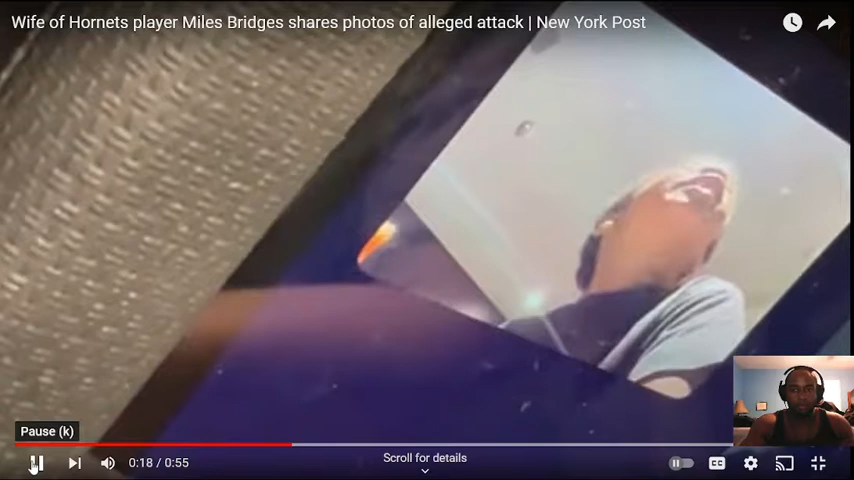 Wife of Hornets player Miles Bridges shares photos of alleged attack | New York Post
Pause (k)
0:18 / 0:55
Scroll for details
CC